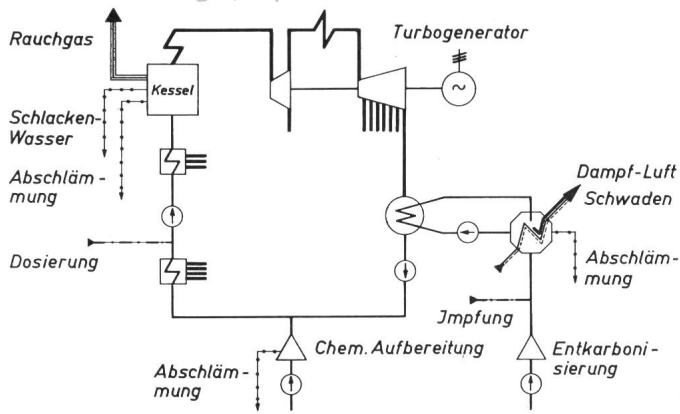 Rauchgas
Turbogenerator
Kessel
~
Schlacken-
Wasser
Abschläm-
mung
Dampf-Luft
Schwaden
Dosierung
Abschläm-
mung
Jmpfung
Abschläm-
mung
Chem. Aufbereitung
Entkarboni-
sierung